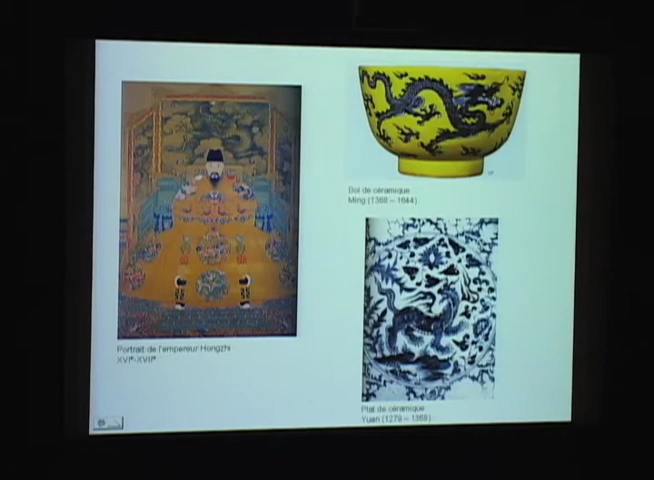 Portrait de l'empereur Hongzhi
XVIᵉ-XVIIᵉ
Bol de céramique
Ming (1368 – 1644)
Plat de céramique
Yuan (1279 – 1368)